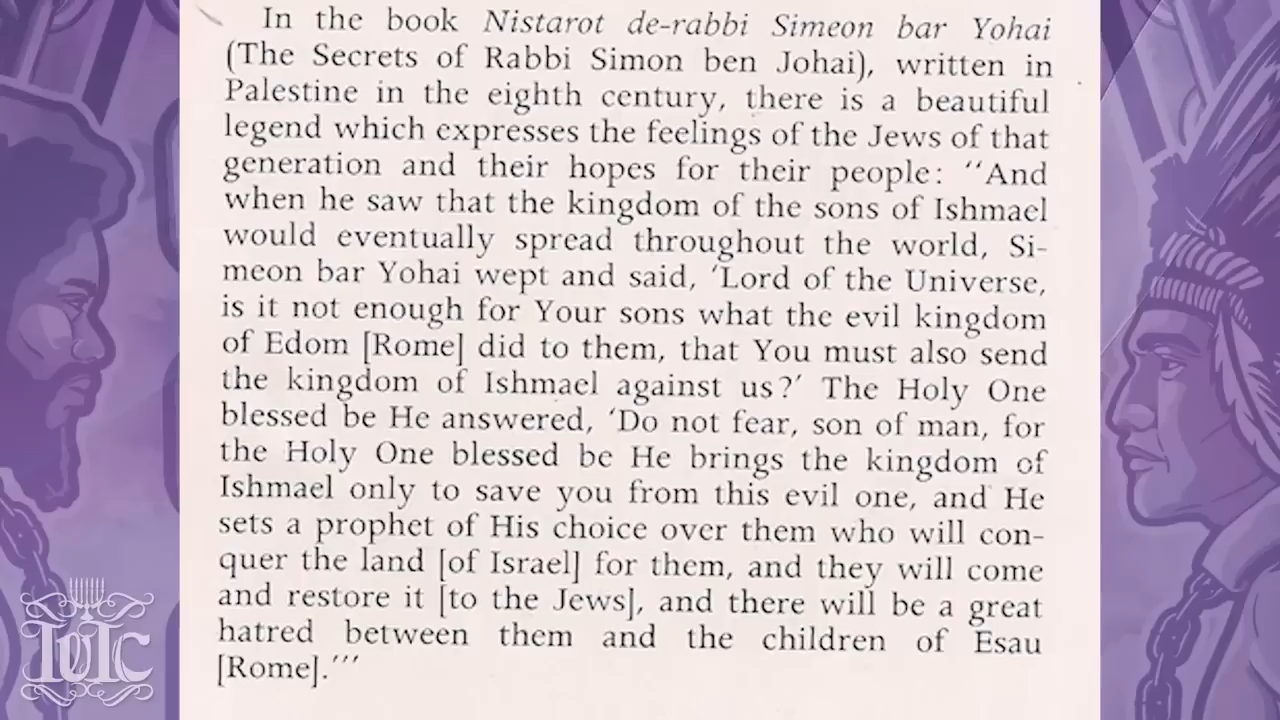 In the book Nistarot de-rabbi Simeon bar Yohai
(The Secrets of Rabbi Simon ben Johai), written in
Palestine in the eighth century, there is a beautiful
legend which expresses the feelings of the Jews of that
generation and their hopes for their people: ‘‘And
when he saw that the kingdom of the sons of Ishmael
would eventually spread throughout the world, Si-
meon bar Yohai wept and said, ‘Lord of the Universe,
is it not enough for Your sons what the evil kingdom
of Edom [Rome] did to them, that You must also send
the kingdom of Ishmael against us?’ The Holy One
blessed be He answered, ‘Do not fear, son of man, for
the Holy One blessed be He brings the kingdom of
Ishmael only to save you from this evil one, and He
sets a prophet of His choice over them who will con-
quer the land [of Israel] for them, and they will come
and restore it [to the Jews], and there will be a great
hatred between them and the children of Esau
[Rome].’’’
IUIC